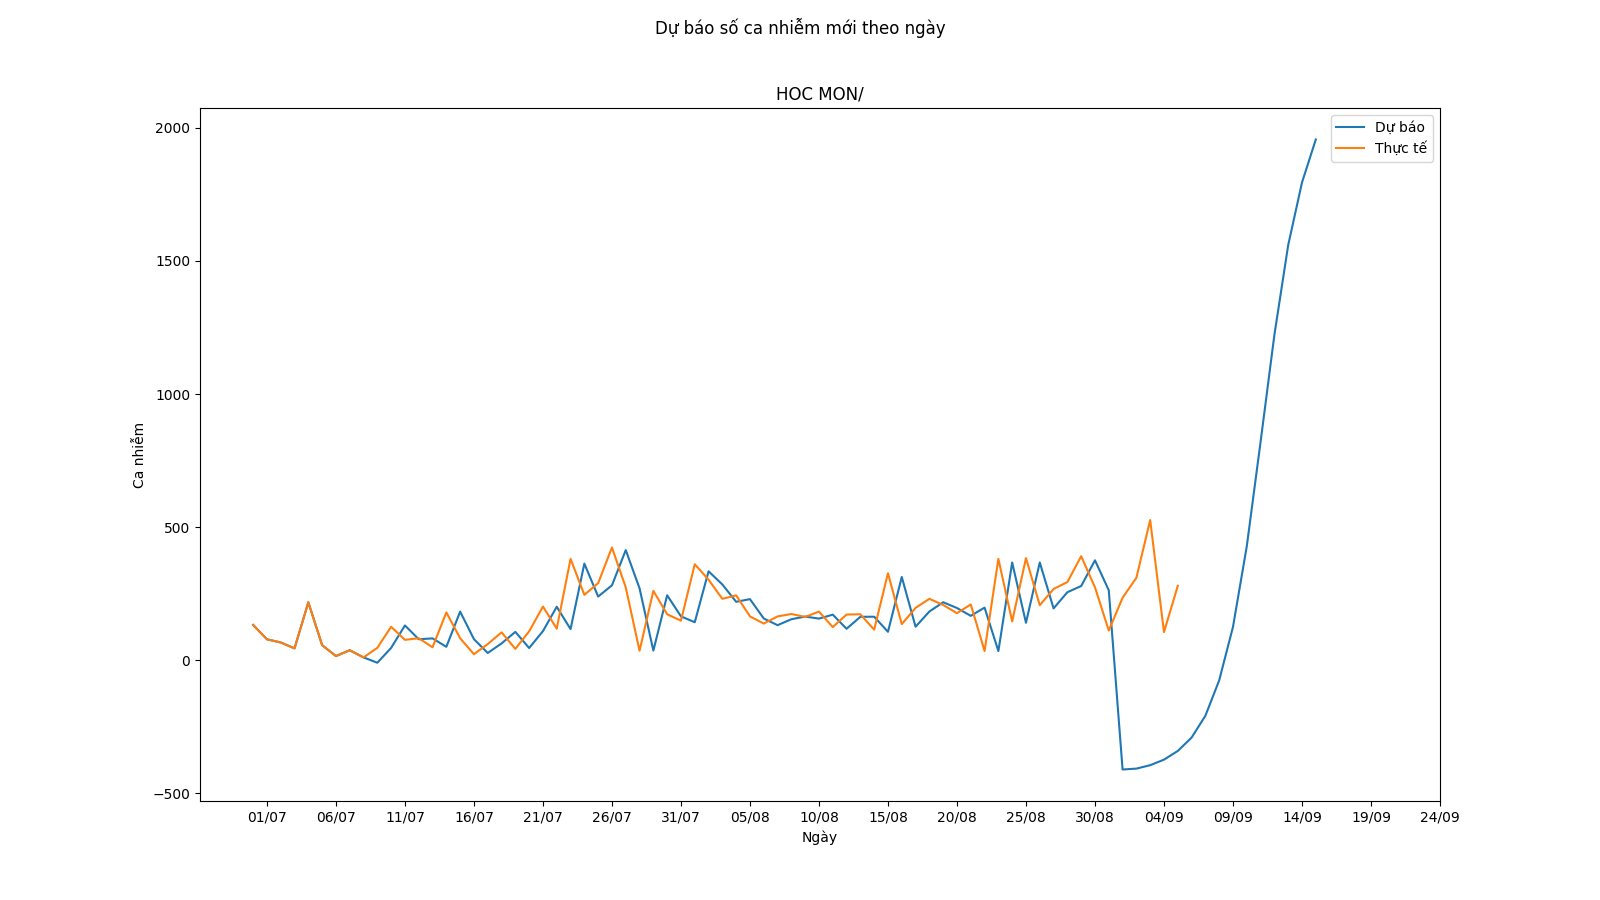 Dự báo số ca nhiễm mới theo ngày
HOC MON/
Dự báo
Thực tế
2000
1500
1000
500
0
−500
Ca nhiễm
01/07 06/07 11/07 16/07 21/07 26/07 31/07 05/08 10/08 15/08 20/08 25/08 30/08 04/09 09/09 14/09 19/09 24/09
Ngày